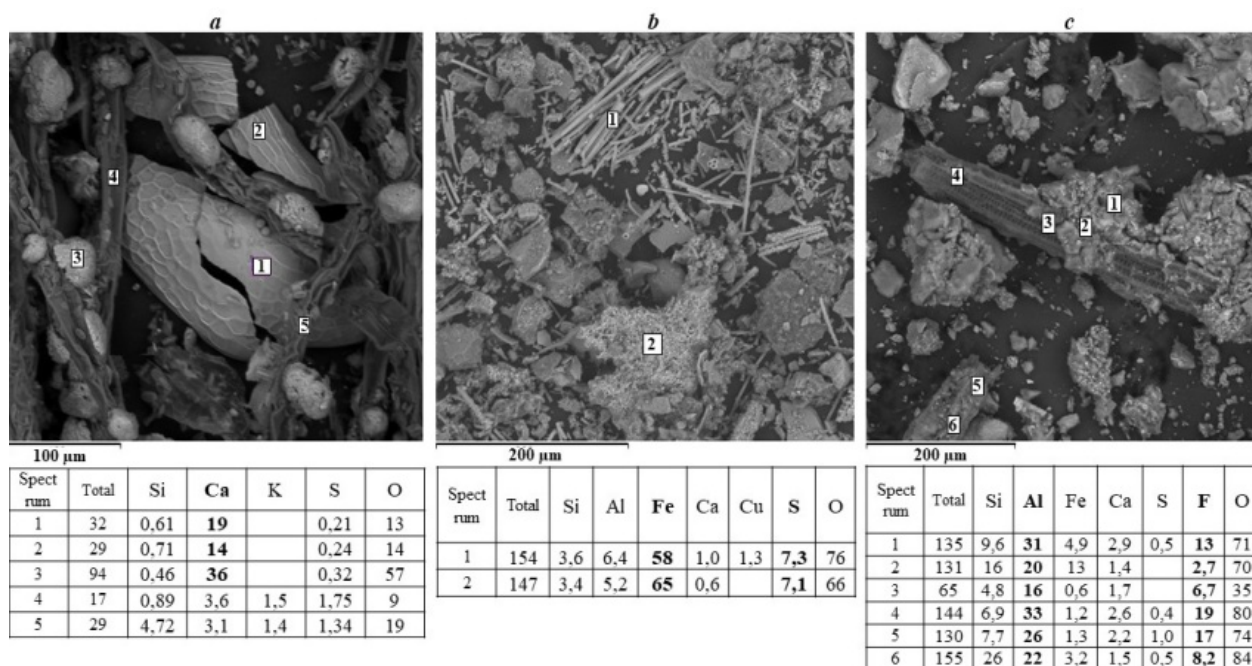 a b c
2
4
3
1
5
1
2
4
1
3
2
5
6
100 µm
200 µm
200 µm
Spect rum Total Si Ca K S O
1 32 0,61 19 0,21 13
2 29 0,71 14 0,24 14
3 94 0,46 36 0,32 57
4 17 0,89 3,6 1,5 1,75 9
5 29 4,72 3,1 1,4 1,34 19
Spect rum Total Si Al Fe Ca Cu S O
1 154 3,6 6,4 58 1,0 1,3 7,3 76
2 147 3,4 5,2 65 0,6 7,1 66
Spect rum Total Si Al Fe Ca S F O
1 135 9,6 31 4,9 2,9 0,5 13 71
2 131 16 20 13 1,4 2,7 70
3 65 4,8 16 0,6 1,7 6,7 35
4 144 6,9 33 1,2 2,6 0,4 19 80
5 130 7,7 26 1,3 2,2 1,0 17 74
6 155 26 22 3,2 1,5 0,5 8,2 84